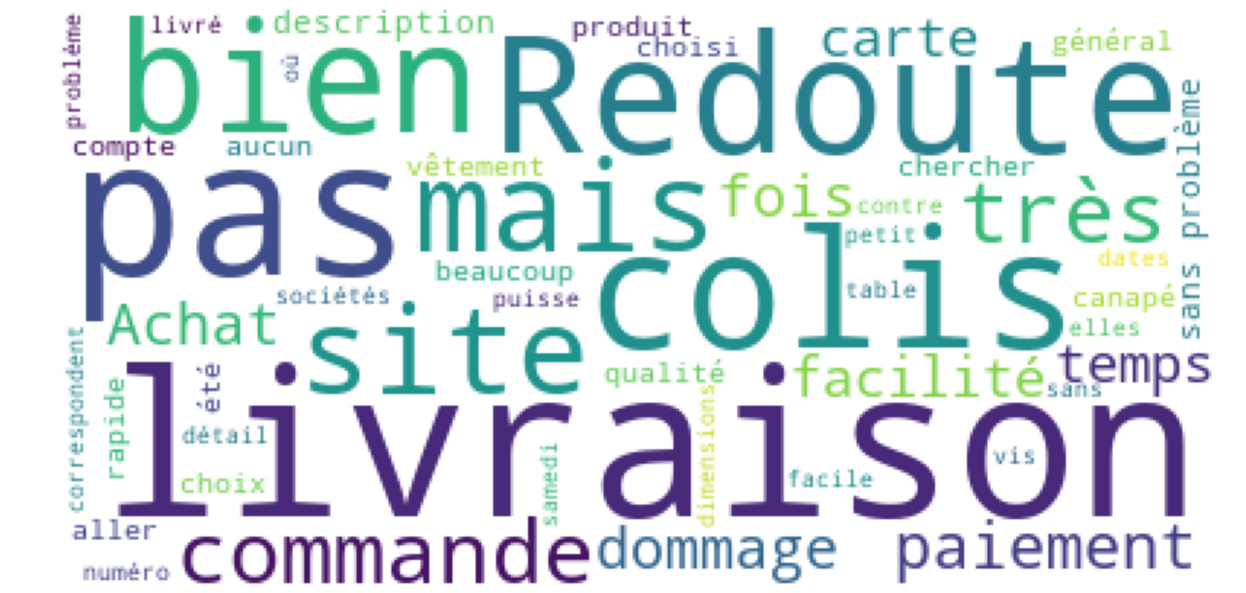 problème
livré
description
produit
choisi
carte
général
bien
où
Redoute
sans problème
compte
aucun
vêtement
chercher
pas
mais
fois
contre
très
petit
dates
beaucoup
colis
sociétés
puisse
table
canapé
Achat
site
elles
correspondent
rapide
été
qualité
facilité
temps
sans
livraison
détail
choix
samedi
dimensions
facile
vis
aller
commande
dommage
paiement
numéro